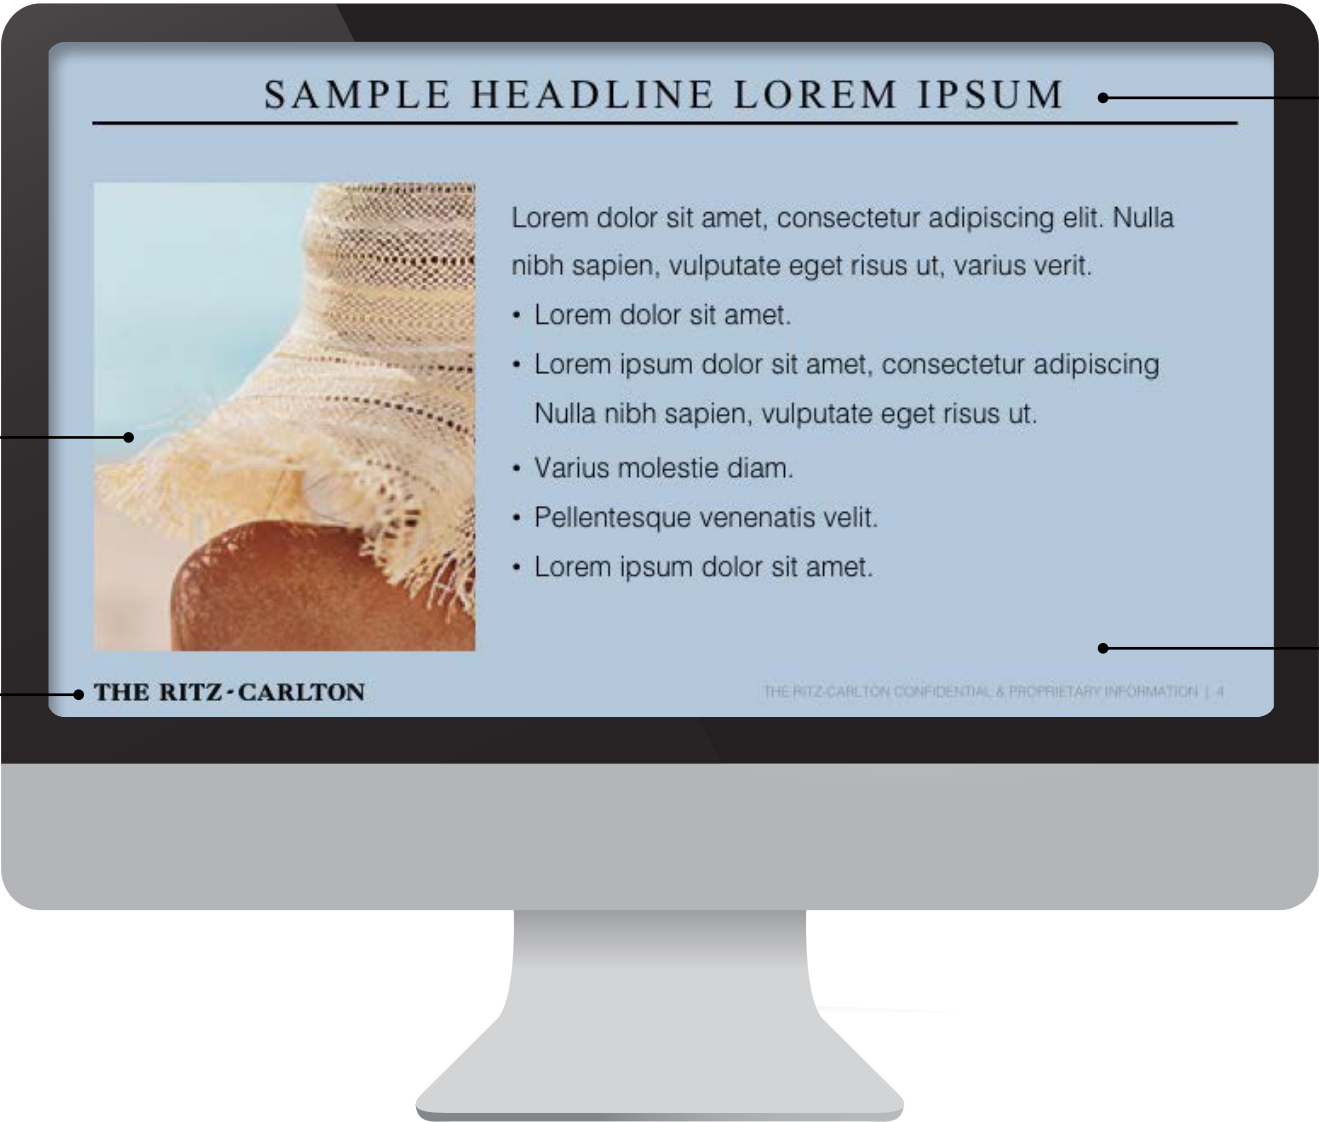 SAMPLE HEADLINE LOREM IPSUM
Lorem dolor sit amet, consectetur adipiscing elit. Nulla
nibh sapien, vulputate eget risus ut, varius verit.
• Lorem dolor sit amet.
• Lorem ipsum dolor sit amet, consectetur adipiscing
Nulla nibh sapien, vulputate eget risus ut.
• Varius molestie diam.
• Pellentesque venenatis velit.
• Lorem ipsum dolor sit amet.
THE RITZ-CARLTON
THE RITZ-CARLTON CONFIDENTIAL & PROPRIETARY INFORMATION | 4